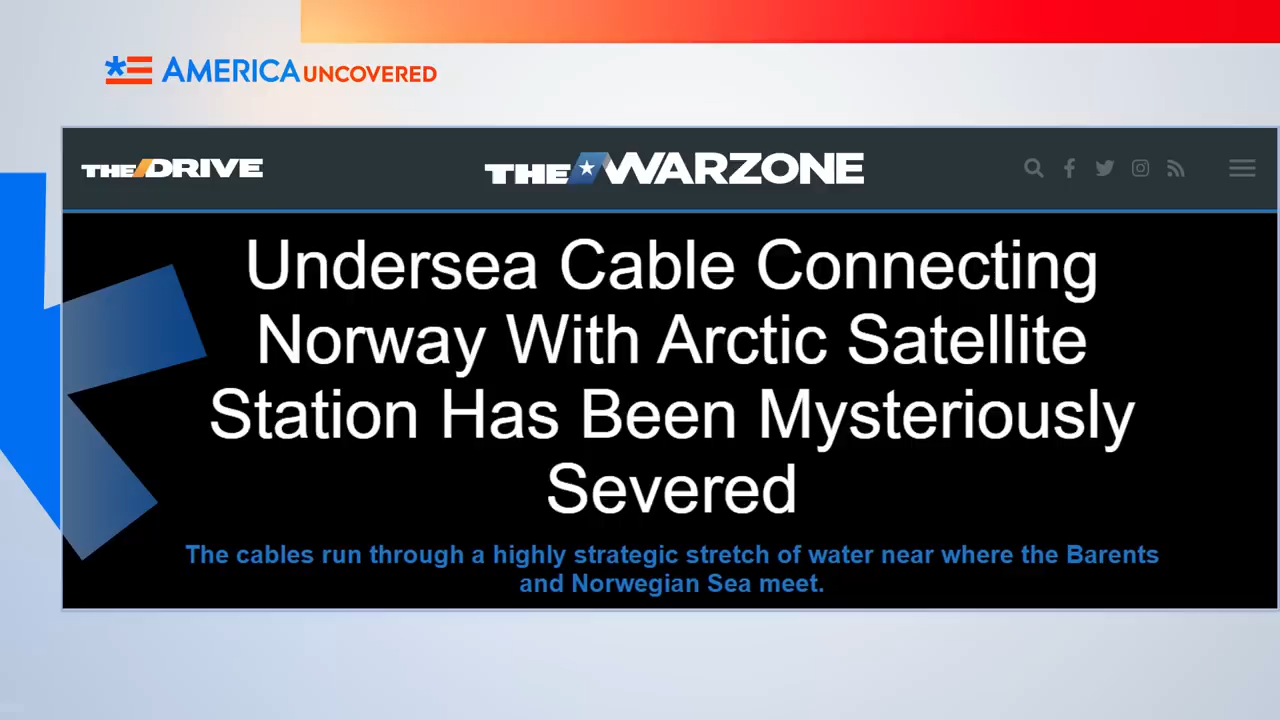 AMERICA UNCOVERED
THE DRIVE
THE WARZONE
Undersea Cable Connecting
Norway With Arctic Satellite
Station Has Been Mysteriously
Severed
The cables run through a highly strategic stretch of water near where the Barents
and Norwegian Sea meet.